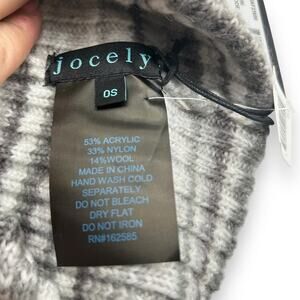 jocely
OS
53% ACRYLIC
33% NYLON
14% WOOL
MADE IN CHINA
HAND WASH COLD
SEPARATELY.
DO NOT BLEACH
DRY FLAT
DO NOT IRON
RN#162585